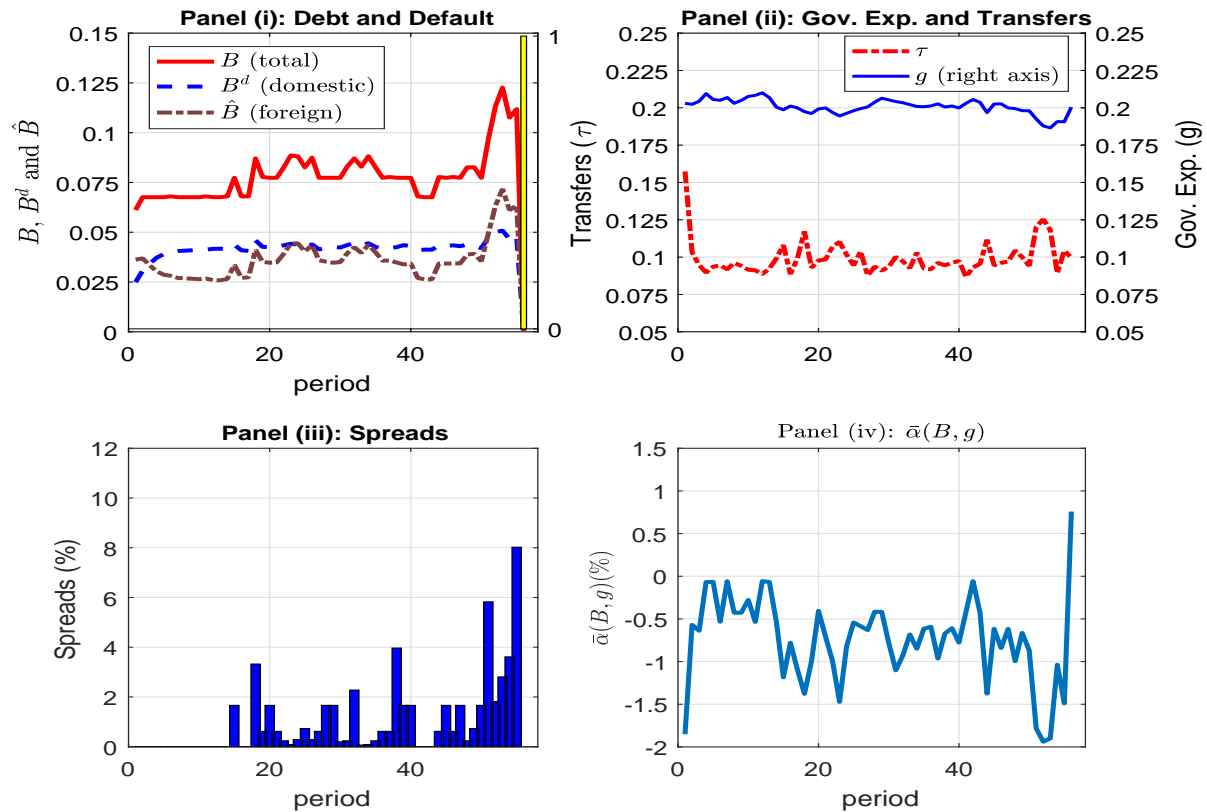 Panel (i): Debt and Default
0.15
0.125
0.1
0.075
0.05
0.025
0
B, B^d and B̂
B (total)
B^d (domestic)
B̂ (foreign)
1
0
0 20 40
period
Panel (ii): Gov. Exp. and Transfers
0.25
0.225
0.2
0.175
0.15
0.125
0.1
0.075
0.05
Transfers (τ)
τ
g (right axis)
0.25
0.225
0.2
0.175
0.15
0.125
0.1
0.075
0.05
Gov. Exp. (g)
0 20 40
period
Panel (iii): Spreads
12
10
8
6
4
2
0
Spreads (%)
0 20 40
period
Panel (iv): ᾱ(B, g)
1.5
1
0.5
0
-0.5
-1
-1.5
-2
ᾱ(B, g)(%)
0 20 40
period